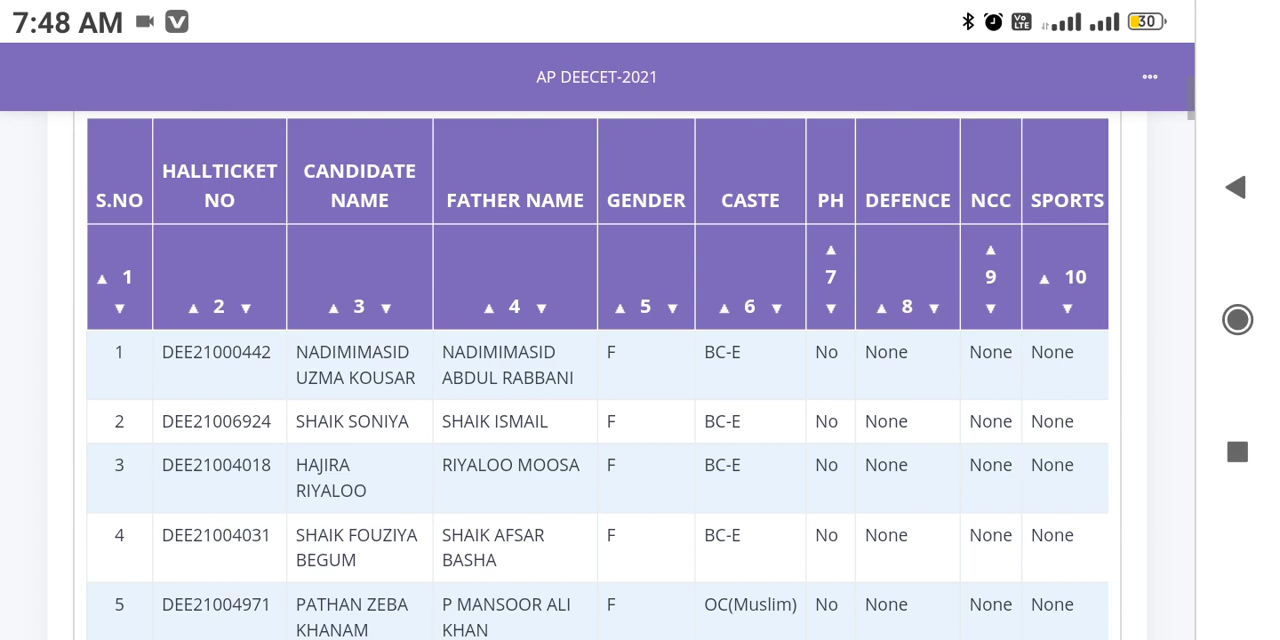 7:48 AM
Vo LTE 30
AP DEECET-2021
S.NO HALLTICKET NO CANDIDATE NAME FATHER NAME GENDER CASTE PH DEFENCE NCC SPORTS
▲ 1 ▼ ▲ 2 ▼ ▲ 3 ▼ ▲ 4 ▼ ▲ 5 ▼ ▲ 6 ▼ ▲ 7 ▼ ▲ 8 ▼ ▲ 9 ▼ ▲ 10 ▼
1 DEE21000442 NADIMIMASID UZMA KOUSAR NADIMIMASID ABDUL RABBANI F BC-E No None None None
2 DEE21006924 SHAIK SONIYA SHAIK ISMAIL F BC-E No None None None
3 DEE21004018 HAJIRA RIYALOO RIYALOO MOOSA F BC-E No None None None
4 DEE21004031 SHAIK FOUZIYA BEGUM SHAIK AFSAR BASHA F BC-E No None None None
5 DEE21004971 PATHAN ZEBA KHANAM P MANSOOR ALI KHAN F OC(Muslim) No None None None